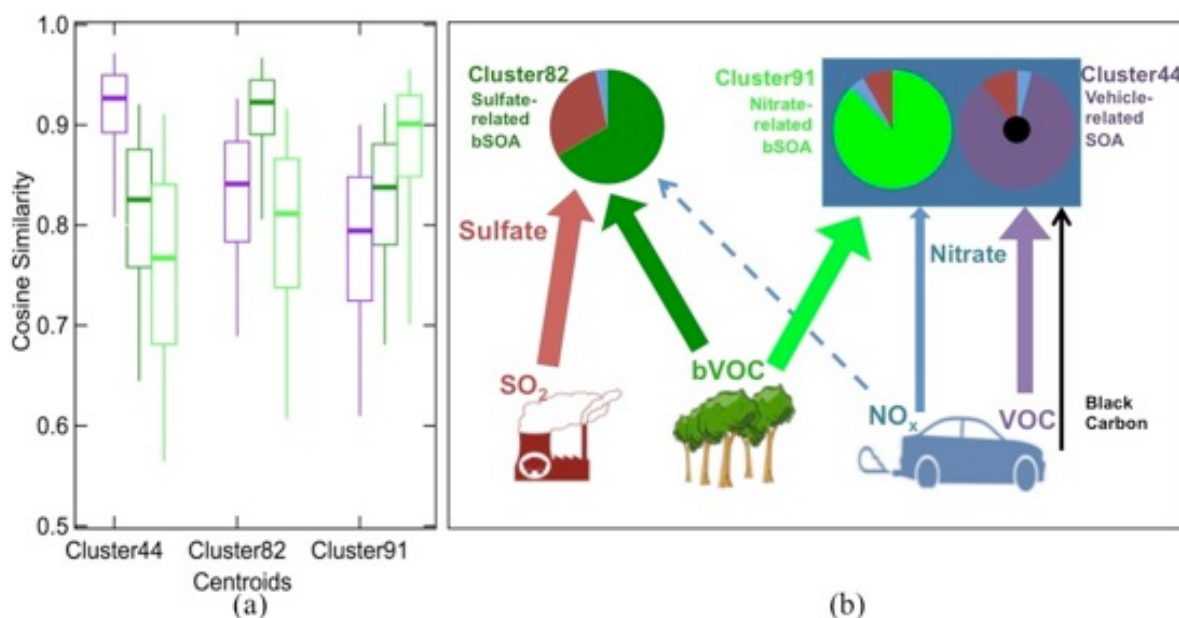 1.0
0.9
0.8
0.7
0.6
0.5
Cosine Similarity
Cluster44 Cluster82 Cluster91
Centroids
(a)
Cluster82
Sulfate-
related
bSOA
Cluster91
Nitrate-
related
bSOA
Cluster44
Vehicle-
related
SOA
Sulfate
Nitrate
SO2
bVOC
NOx
VOC
Black
Carbon
(b)